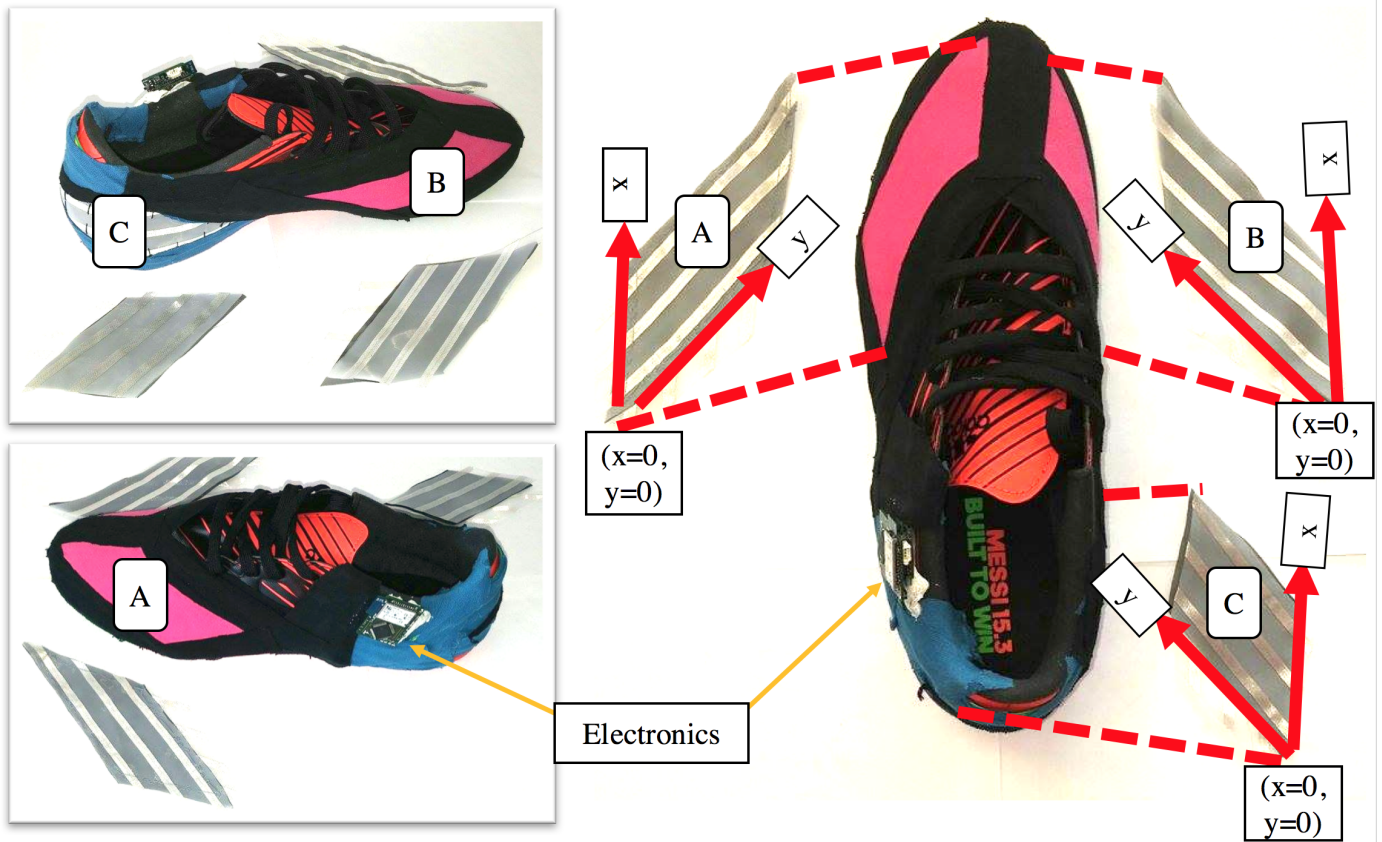 B
C
A
Electronics
x
A
y
(x=0,
y=0)
y
B
x
(x=0,
y=0)
MESSI 15.3
BUILT TO WIN
y
C
x
(x=0,
y=0)